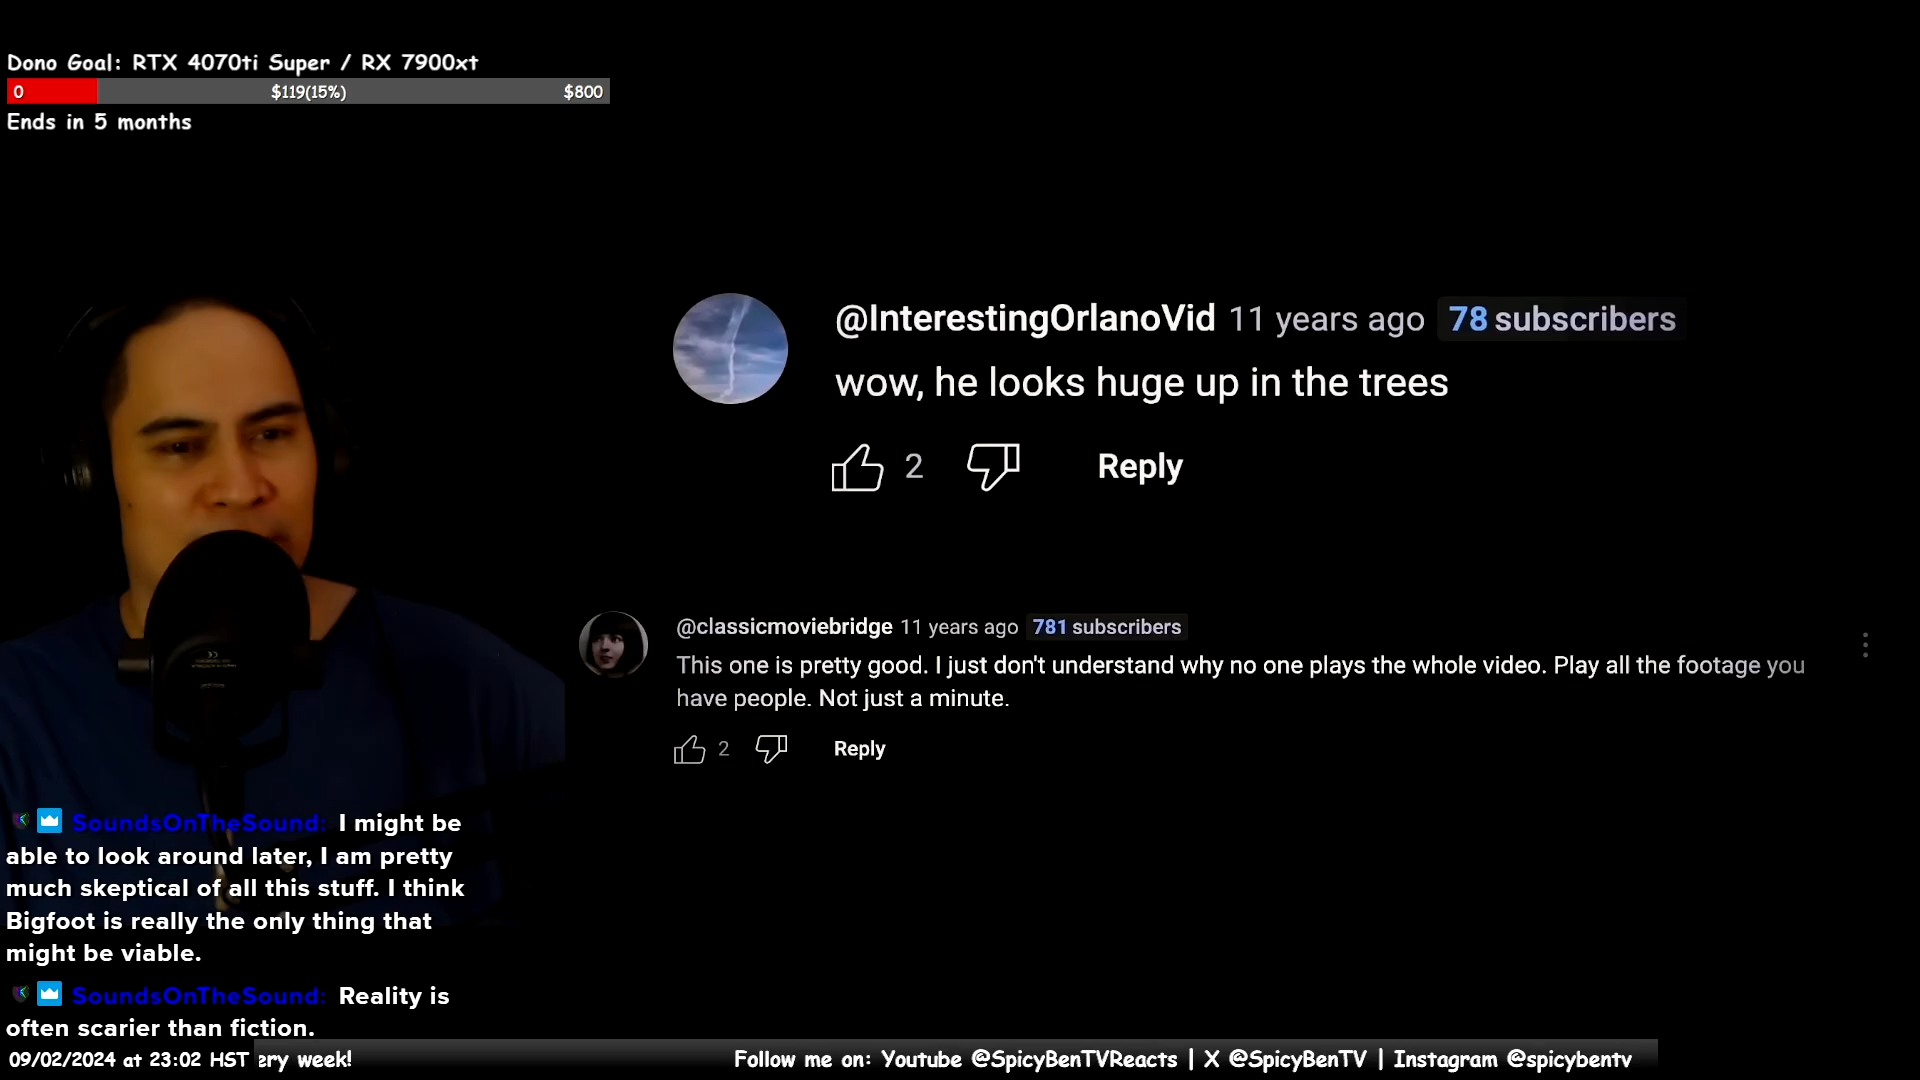 Dono Goal: RTX 4070ti Super / RX 7900xt
0 $119(15%) $800
Ends in 5 months
@InterestingOrlanoVid 11 years ago 78 subscribers
wow, he looks huge up in the trees
2 Reply
@classicmoviebridge 11 years ago 781 subscribers
This one is pretty good. I just don't understand why no one plays the whole video. Play all the footage you
have people. Not just a minute.
2 Reply
SoundsOnTheSound: I might be
able to look around later, I am pretty
much skeptical of all this stuff. I think
Bigfoot is really the only thing that
might be viable.
SoundsOnTheSound: Reality is
often scarier than fiction.
09/02/2024 at 23:02 HST ery week! Follow me on: Youtube @SpicyBenTVReacts | X @SpicyBenTV | Instagram @spicybentv